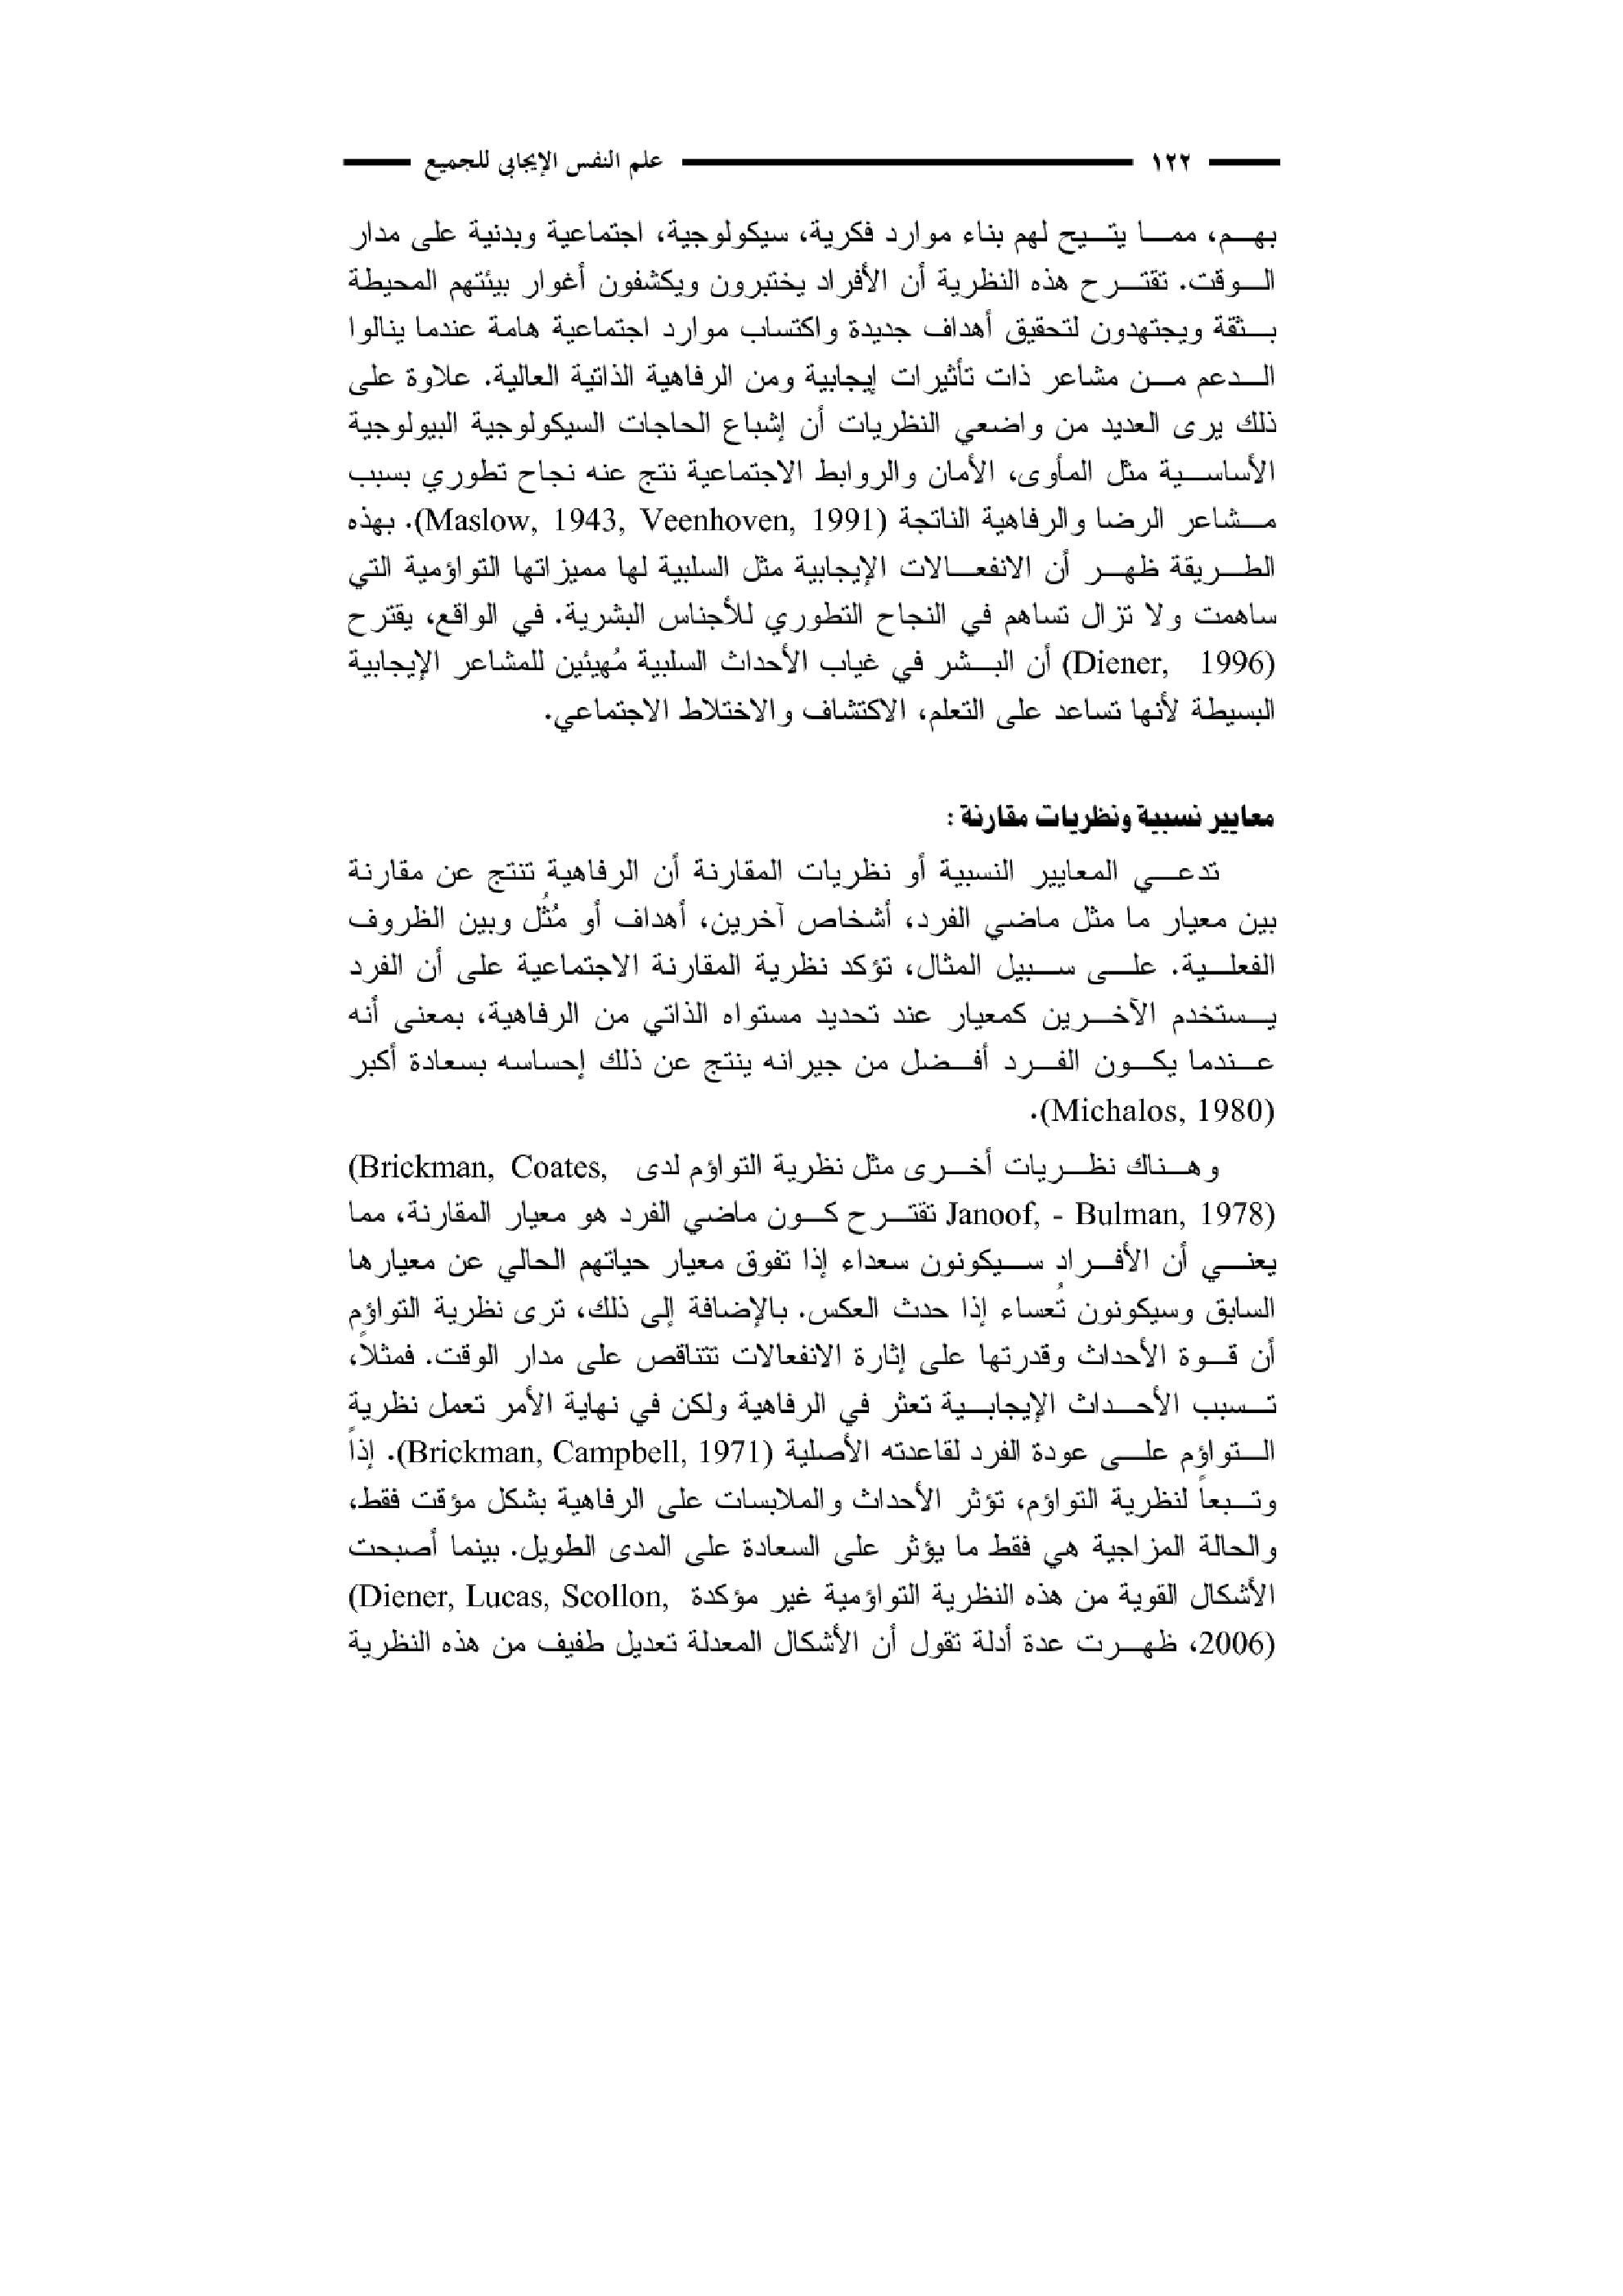 ١٢٢ علم النفس الإيجابي للجميع
بهم، مما يتيح لهم بناء موارد فكرية، سيكولوجية، اجتماعية وبدنية على مدار
الوقت. تقترح هذه النظرية أن الأفراد يختبرون ويكشفون أغوار بيئتهم المحيطة
بثقة ويجتهدون لتحقيق أهداف جديدة واكتساب موارد اجتماعية هامة عندما ينالوا
الدعم من مشاعر ذات تأثيرات إيجابية ومن الرفاهية الذاتية العالية. علاوة على
ذلك يرى العديد من واضعي النظريات أن إشباع الحاجات السيكولوجية البيولوجية
الأساسية مثل المأوى، الأمان والروابط الاجتماعية نتج عنه نجاح تطوري بسبب
مشاعر الرضا والرفاهية الناتجة (Maslow, 1943, Veenhoven, 1991). بهذه
الطريقة ظهر أن الانفعالات الإيجابية مثل السلبية لها مميزاتها التواؤمية التي
ساهمت ولا تزال تساهم في النجاح التطوري للأجناس البشرية. في الواقع، يقترح
(Diener, 1996) أن البشر في غياب الأحداث السلبية مُهيئين للمشاعر الإيجابية
البسيطة لأنها تساعد على التعلم، الاكتشاف والاختلاط الاجتماعي.
معايير نسبية ونظريات مقارنة :
تدعي المعايير النسبية أو نظريات المقارنة أن الرفاهية تنتج عن مقارنة
بين معيار ما مثل ماضي الفرد، أشخاص آخرين، أهداف أو مُثُل وبين الظروف
الفعلية. على سبيل المثال، تؤكد نظرية المقارنة الاجتماعية على أن الفرد
يستخدم الآخرين كمعيار عند تحديد مستواه الذاتي من الرفاهية، بمعنى أنه
عندما يكون الفرد أفضل من جيرانه ينتج عن ذلك إحساسه بسعادة أكبر
(Michalos, 1980).
وهناك نظريات أخرى مثل نظرية التواؤم لدى (Brickman, Coates,
Janoof, - Bulman, 1978) تقترح كون ماضي الفرد هو معيار المقارنة، مما
يعني أن الأفراد سيكونون سعداء إذا تفوق معيار حياتهم الحالي عن معيارها
السابق وسيكونون تُعساء إذا حدث العكس. بالإضافة إلى ذلك، ترى نظرية التواؤم
أن قوة الأحداث وقدرتها على إثارة الانفعالات تتناقص على مدار الوقت. فمثلاً،
تسبب الأحداث الإيجابية تعثر في الرفاهية ولكن في نهاية الأمر تعمل نظرية
التواؤم على عودة الفرد لقاعدته الأصلية (Brickman, Campbell, 1971). إذاً
وتبعاً لنظرية التواؤم، تؤثر الأحداث والملابسات على الرفاهية بشكل مؤقت فقط،
والحالة المزاجية هي فقط ما يؤثر على السعادة على المدى الطويل. بينما أصبحت
الأشكال القوية من هذه النظرية التواؤمية غير مؤكدة (Diener, Lucas, Scollon,
2006)، ظهرت عدة أدلة تقول أن الأشكال المعدلة تعديل طفيف من هذه النظرية